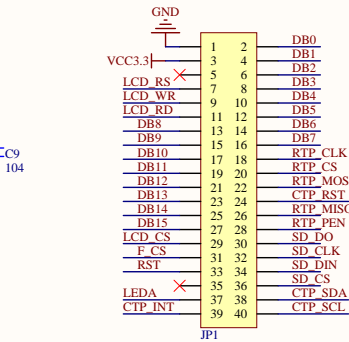 GND
1 2 DB0
VCC3.3 3 4 DB1
5 6 DB2
LCD_RS 7 8 DB3
LCD_WR 9 10 DB4
LCD_RD 11 12 DB5
DB8 13 14 DB6
DB9 15 16 DB7
DB10 17 18 RTP_CLK
DB11 19 20 RTP_CS
DB12 21 22 RTP_MOS
DB13 23 24 CTP_RST
DB14 25 26 RTP_MISO
DB15 27 28 RTP_PEN
LCD_CS 29 30 SD_DO
F_CS 31 32 SD_CLK
RST 33 34 SD_DIN
35 36 SD_CS
LEDA 37 38 CTP_SDA
CTP_INT 39 40 CTP_SCL
JP1
C9
104